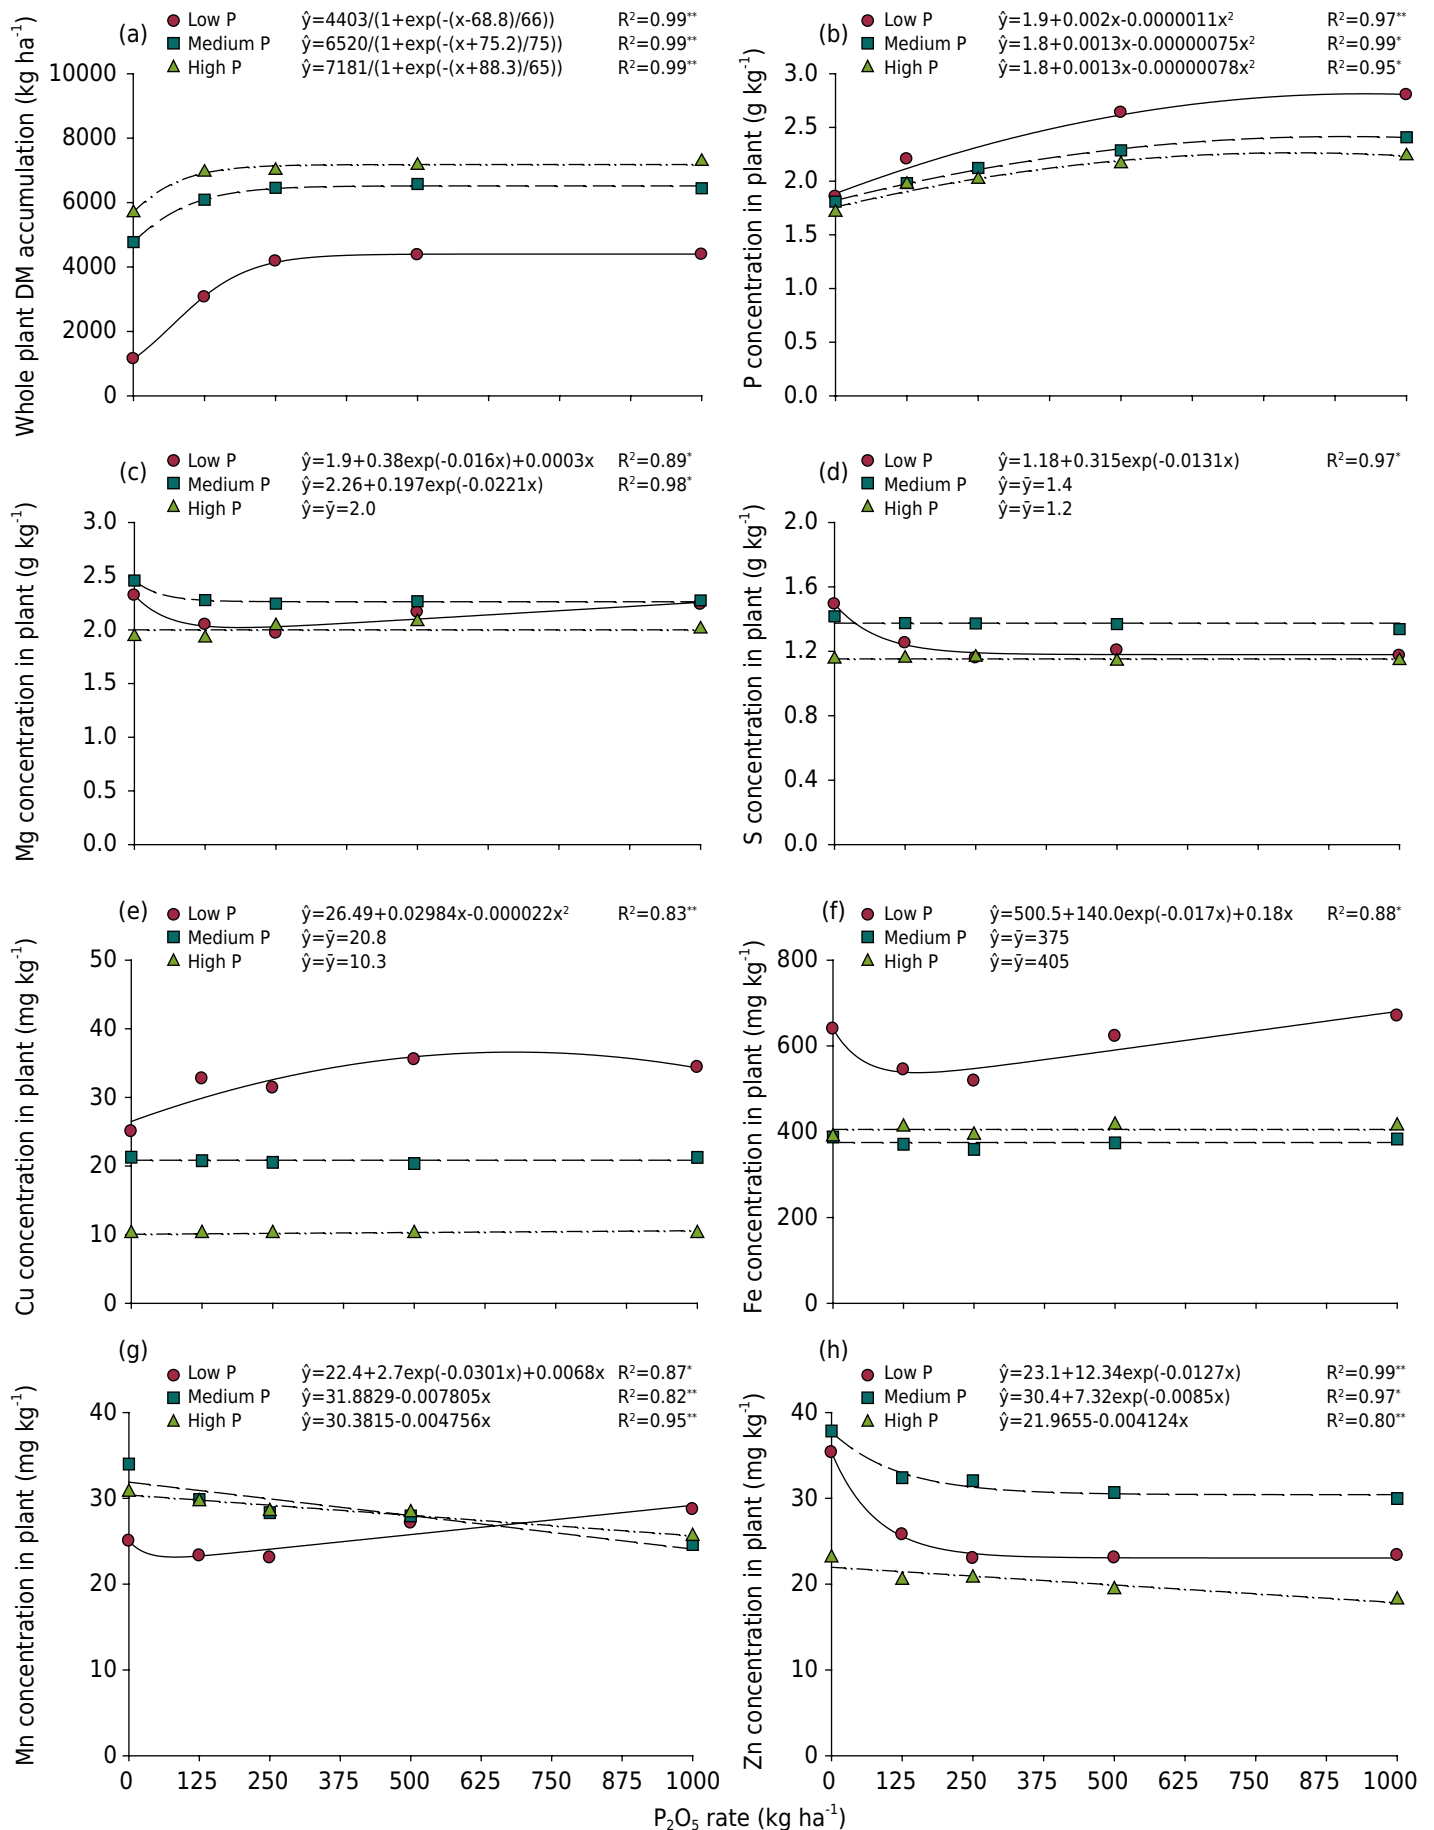 (a) Low P ŷ=4403/(1+exp(-(x-68.8)/66)) R²=0.99**
Medium P ŷ=6520/(1+exp(-(x+75.2)/75)) R²=0.99**
High P ŷ=7181/(1+exp(-(x+88.3)/65)) R²=0.99**
Whole plant DM accumulation (kg ha⁻¹)
10000
8000
6000
4000
2000
0
(b) Low P ŷ=1.9+0.002x-0.0000011x² R²=0.97**
Medium P ŷ=1.8+0.0013x-0.00000075x² R²=0.99*
High P ŷ=1.8+0.0013x-0.00000078x² R²=0.95*
P concentration in plant (g kg⁻¹)
3.0
2.5
2.0
1.5
1.0
0.5
0.0
(c) Low P ŷ=1.9+0.38exp(-0.016x)+0.0003x R²=0.89*
Medium P ŷ=2.26+0.197exp(-0.0221x) R²=0.98*
High P ŷ=ȳ=2.0
Mg concentration in plant (g kg⁻¹)
3.0
2.5
2.0
1.5
1.0
0.5
0.0
(d) Low P ŷ=1.18+0.315exp(-0.0131x) R²=0.97*
Medium P ŷ=ȳ=1.4
High P ŷ=ȳ=1.2
S concentration in plant (g kg⁻¹)
2.0
1.6
1.2
0.8
0.4
0.0
(e) Low P ŷ=26.49+0.02984x-0.000022x² R²=0.83**
Medium P ŷ=ȳ=20.8
High P ŷ=ȳ=10.3
Cu concentration in plant (mg kg⁻¹)
50
40
30
20
10
0
(f) Low P ŷ=500.5+140.0exp(-0.017x)+0.18x R²=0.88*
Medium P ŷ=ȳ=375
High P ŷ=ȳ=405
Fe concentration in plant (mg kg⁻¹)
800
600
400
200
0
(g)
Low P ŷ=22.4+2.7exp(-0.0301x)+0.0068x R²=0.87*
Medium P ŷ=31.8829-0.007805x R²=0.82**
High P ŷ=30.3815-0.004756x R²=0.95**
Mn concentration in plant (mg kg⁻¹)
40
30
20
10
0
0 125 250 500 750 875 1000
(h)
Low P ŷ=23.1+12.34exp(-0.0127x) R²=0.99**
Medium P ŷ=30.4+7.32exp(-0.0085x) R²=0.97*
High P ŷ=21.9655-0.004124x R²=0.80**
Zn concentration in plant (mg kg⁻¹)
40
30
20
10
0
0 125 250 500 750 875 1000
P₂O₅ rate (kg ha⁻¹)